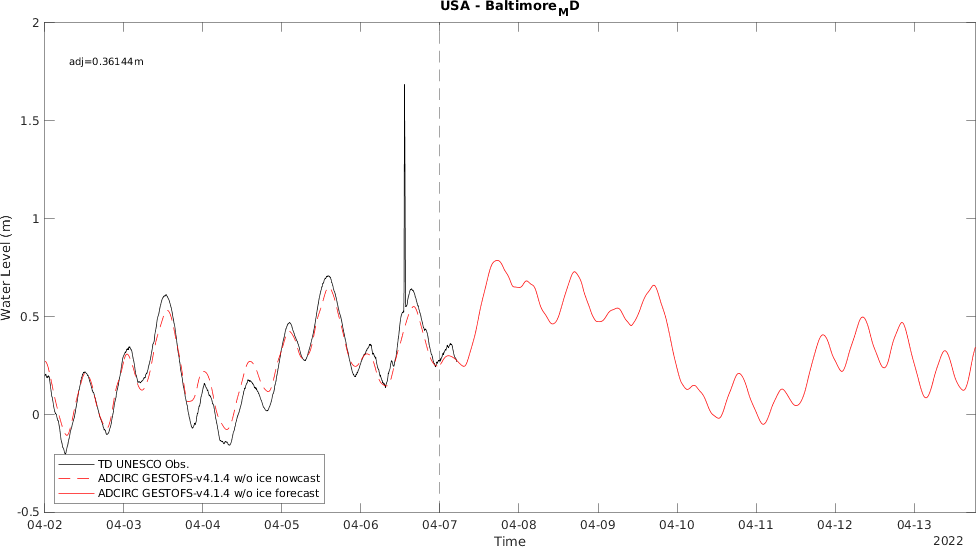 USA - BaltimoreMD
adj=0.36144m
2
1.5
1
0.5
0
-0.5
Water Level (m)
TD UNESCO Obs.
ADCIRC GESTOFS-v4.1.4 w/o ice nowcast
ADCIRC GESTOFS-v4.1.4 w/o ice forecast
04-02 04-03 04-04 04-05 04-06 04-07 04-08 04-09 04-10 04-11 04-12 04-13
Time
2022